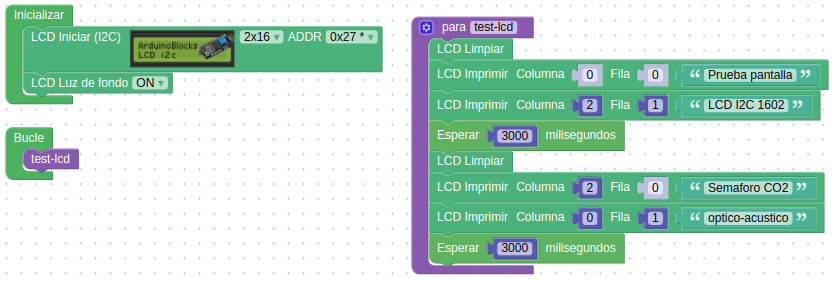 Inicializar
LCD Iniciar (I2C) ArduinoBlocks LCD i2c 2x16 ADDR 0x27 *
LCD Luz de fondo ON
Bucle
test-lcd
para test-lcd
LCD Limpiar
LCD Imprimir Columna 0 Fila 0 “ Prueba pantalla ”
LCD Imprimir Columna 2 Fila 1 “ LCD I2C 1602 ”
Esperar 3000 milisegundos
LCD Limpiar
LCD Imprimir Columna 2 Fila 0 “ Semaforo CO2 ”
LCD Imprimir Columna 0 Fila 1 “ optico-acustico ”
Esperar 3000 milisegundos